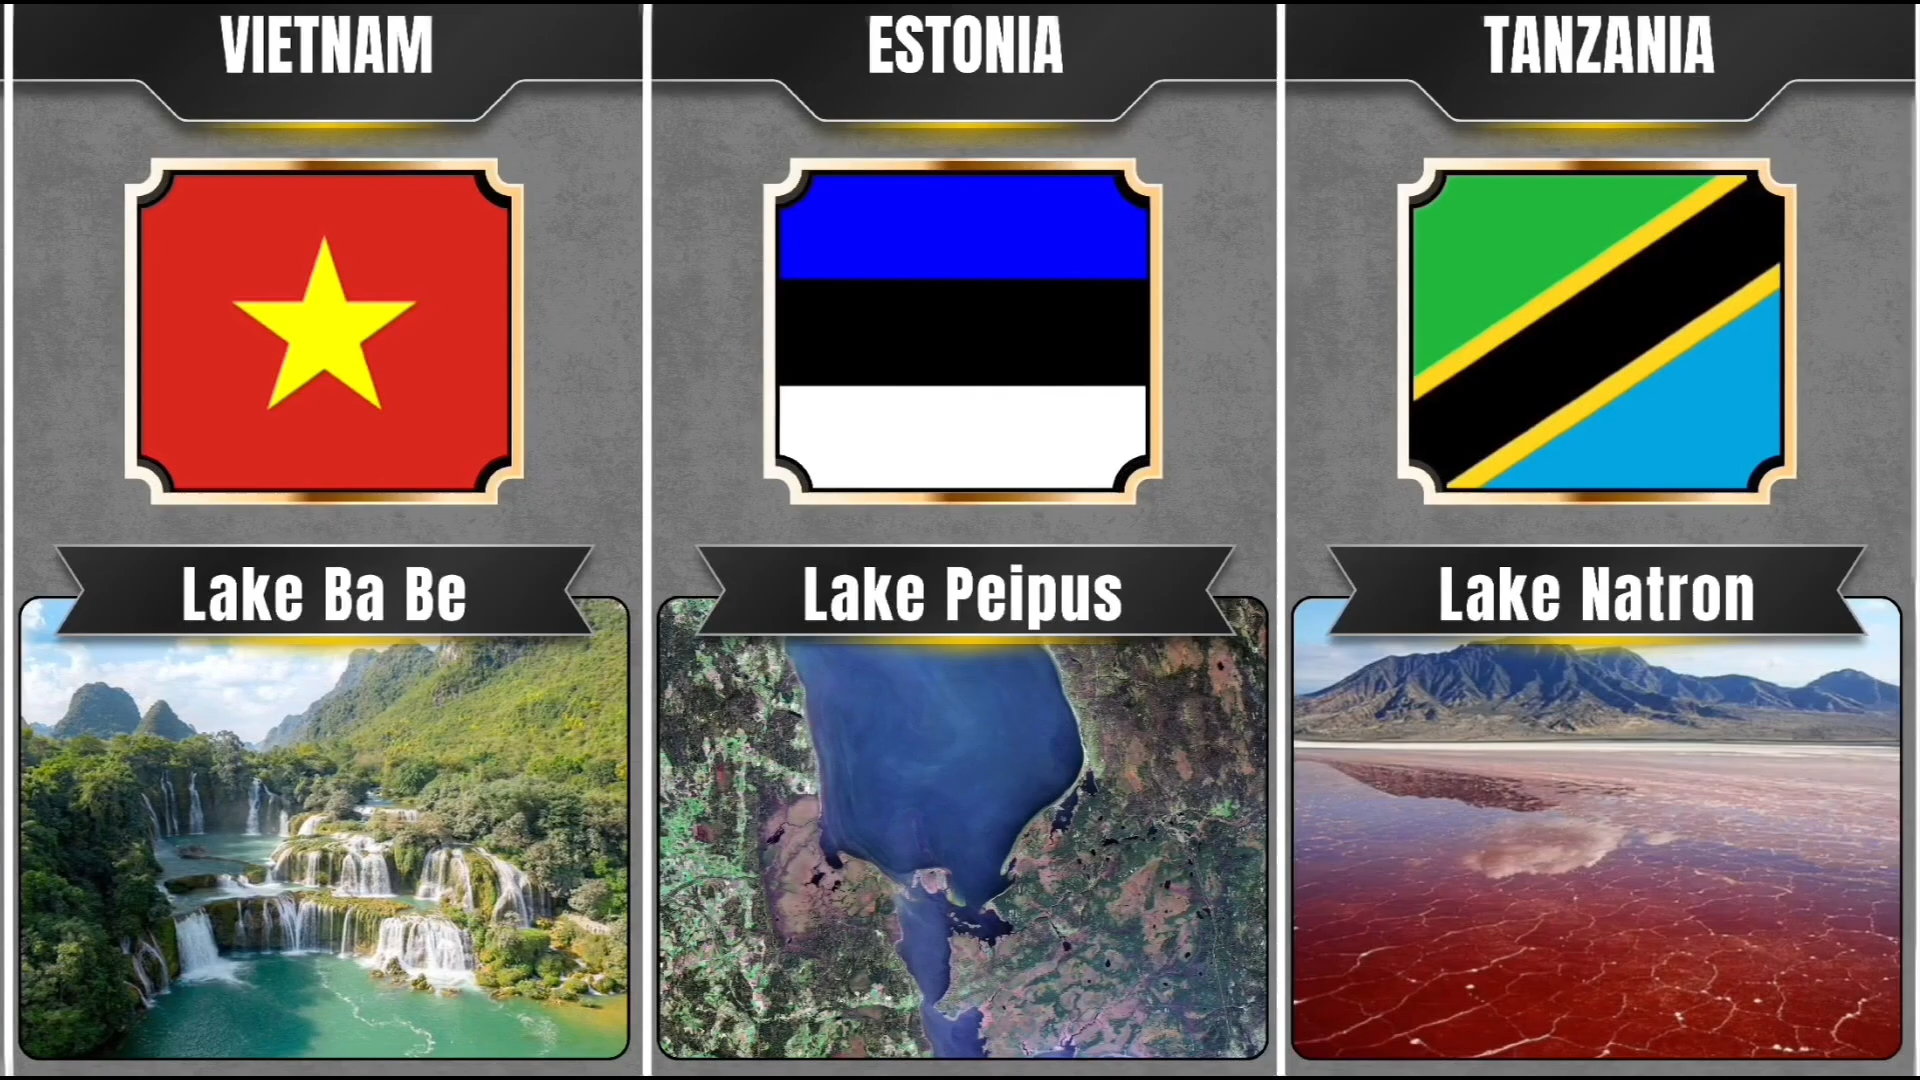 VIETNAM
ESTONIA
TANZANIA
Lake Ba Be
Lake Peipus
Lake Natron